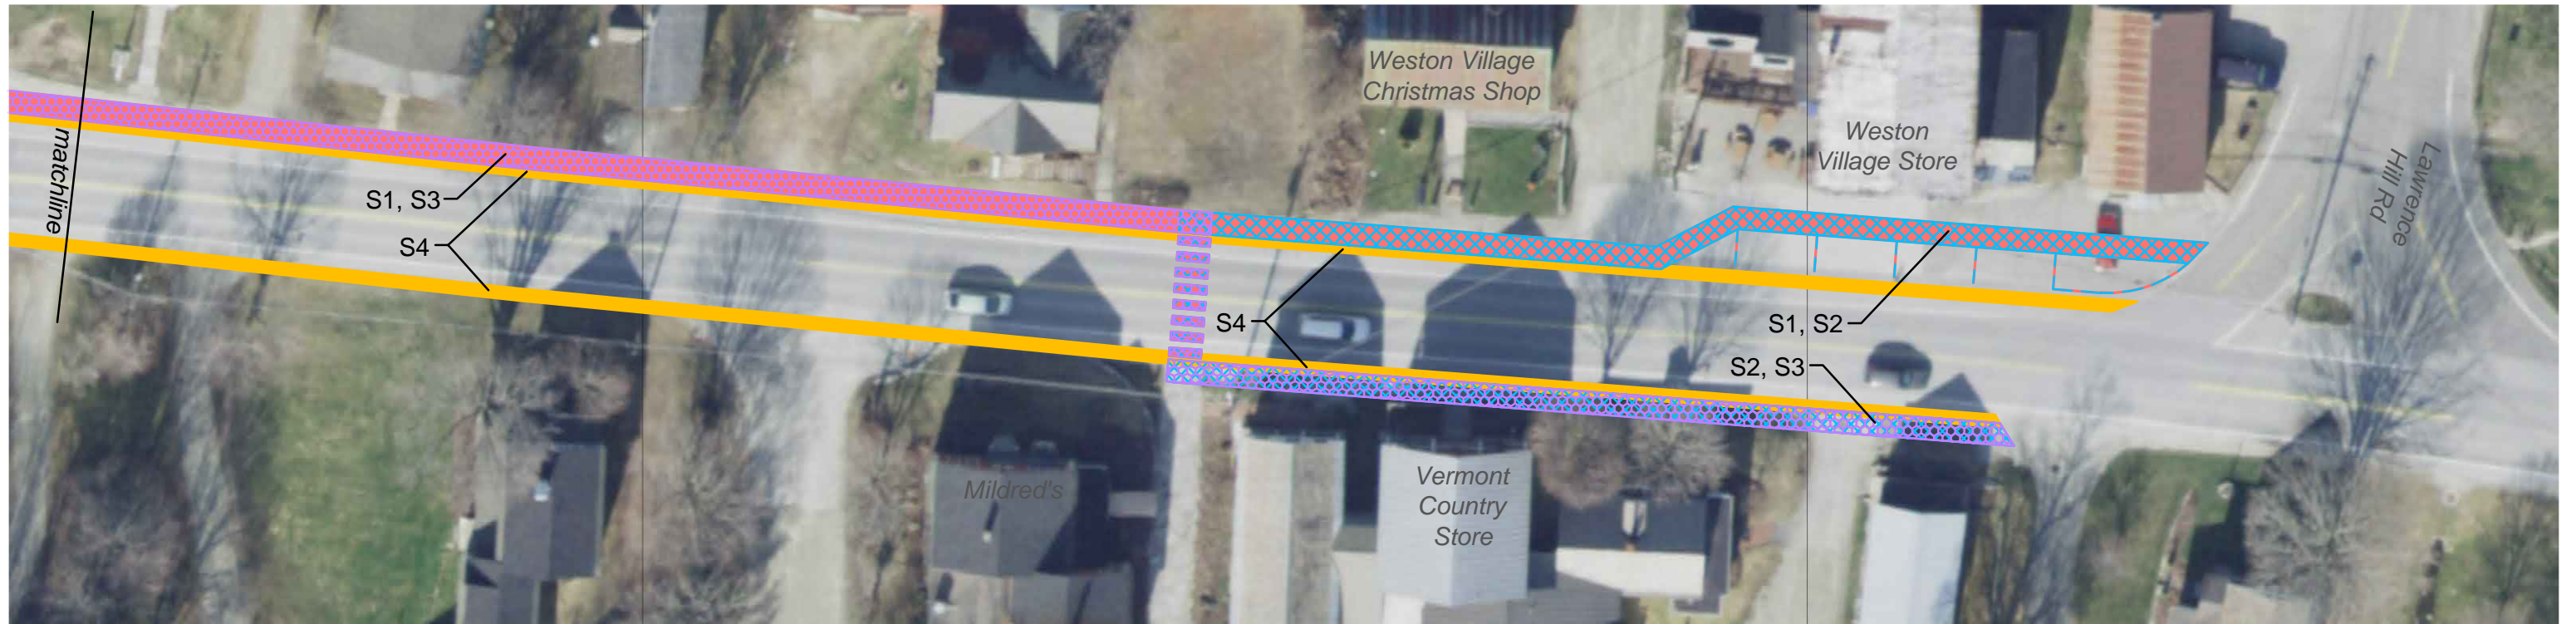 Weston Village
Christmas Shop
Weston
Village Store
Lawrence
Hill Rd
matchline
S1, S3
S4
S4
S1, S2
S2, S3
Mildred's
Vermont
Country
Store